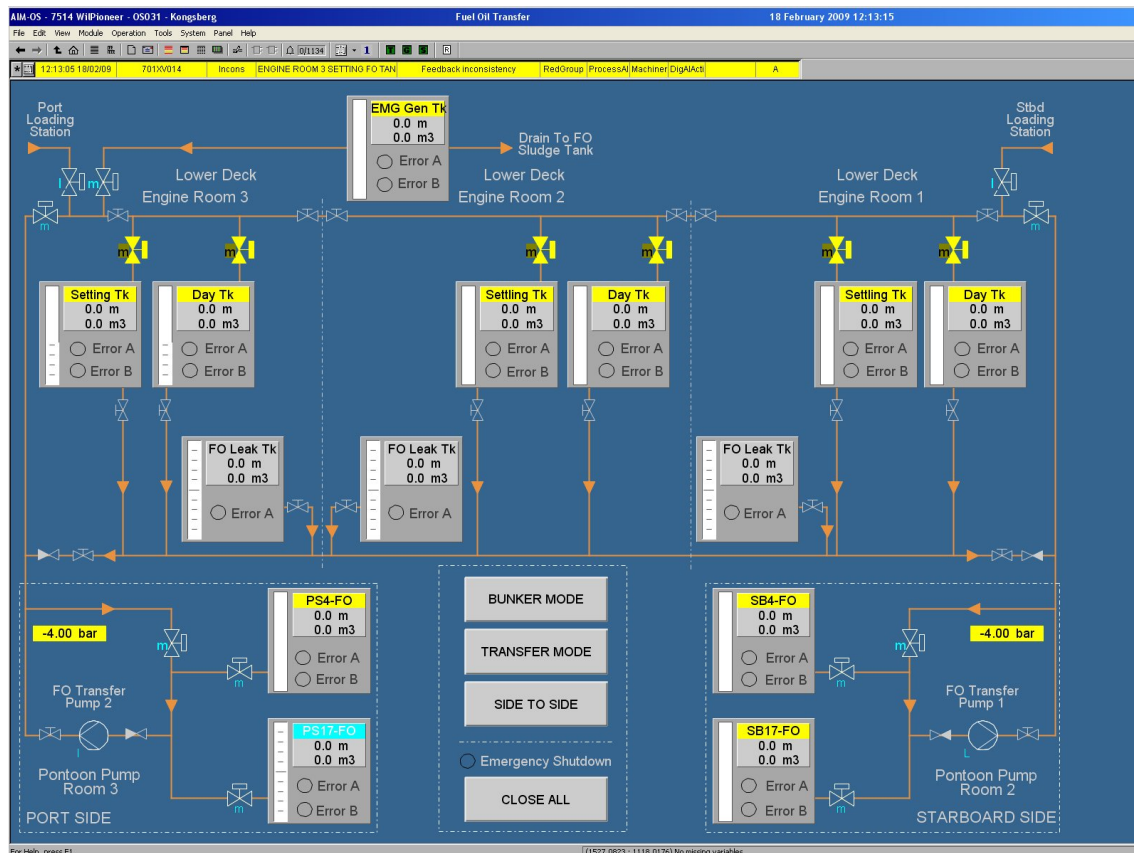 AIM-OS - 7514 WilPioneer - OS031 - Kongsberg
Fuel Oil Transfer
18 February 2009 12:13:15
File Edit View Module Operation Tools System Panel Help
0/1134
1
T G S R
12:13:05 18/02/09 701XV014 Incons ENGINE ROOM 3 SETTING FO TAN Feedback inconsistency RedGroup ProcessAl Machiner DigAlActi A
Port
Loading
Station
EMG Gen Tk
0.0 m
0.0 m3
Error A
Error B
Drain To FO
Sludge Tank
Stbd
Loading
Station
Lower Deck
Engine Room 3
Lower Deck
Engine Room 2
Lower Deck
Engine Room 1
l m l
m m
m m m m m m
Setting Tk
0.0 m
0.0 m3
Error A
Error B
Day Tk
0.0 m
0.0 m3
Error A
Error B
Settling Tk
0.0 m
0.0 m3
Error A
Error B
Day Tk
0.0 m
0.0 m3
Error A
Error B
Settling Tk
0.0 m
0.0 m3
Error A
Error B
Day Tk
0.0 m
0.0 m3
Error A
Error B
FO Leak Tk
0.0 m
0.0 m3
Error A
FO Leak Tk
0.0 m
0.0 m3
Error A
FO Leak Tk
0.0 m
0.0 m3
Error A
-4.00 bar
m
PS4-FO
0.0 m
0.0 m3
Error A
Error B
m
FO Transfer
Pump 2
l
PS17-FO
0.0 m
0.0 m3
Error A
Error B
m
Pontoon Pump
Room 3
PORT SIDE
BUNKER MODE
TRANSFER MODE
SIDE TO SIDE
Emergency Shutdown
CLOSE ALL
SB4-FO
0.0 m
0.0 m3
Error A
Error B
m
m
-4.00 bar
FO Transfer
Pump 1
L
SB17-FO
0.0 m
0.0 m3
Error A
Error B
m
Pontoon Pump
Room 2
STARBOARD SIDE
For Help, press F1
(1527,0823 : 1118,0176) No missing variables